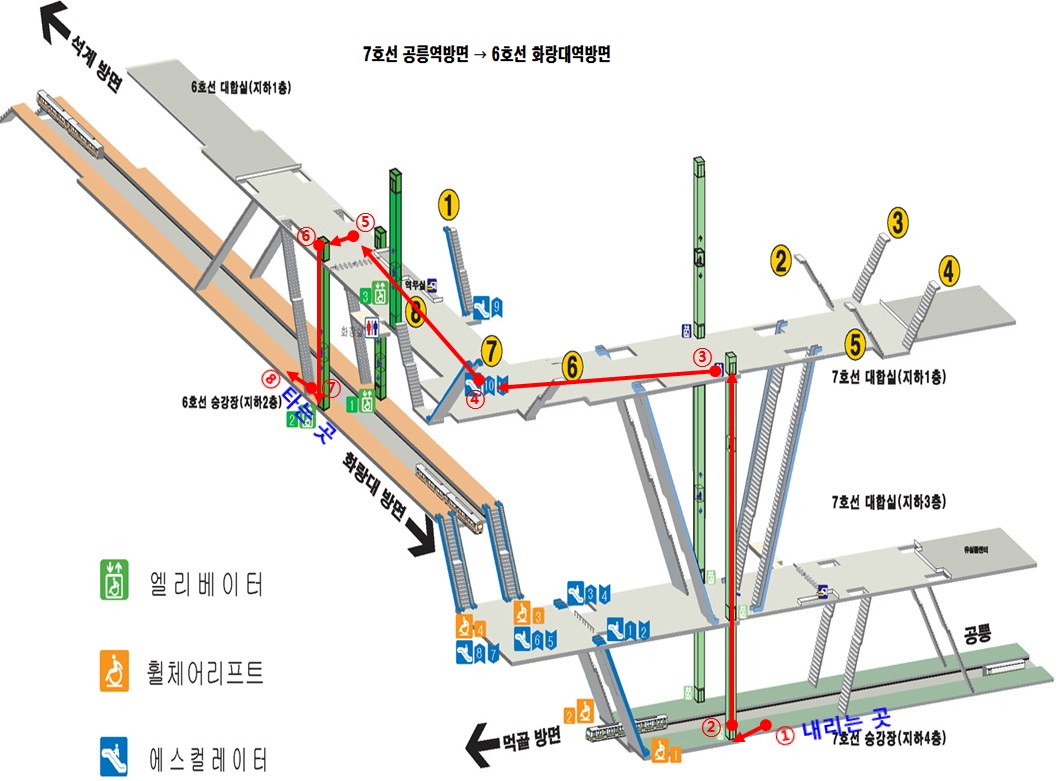 7호선 공릉역방면 → 6호선 화랑대역방면
석계 방면
6호선 대합실(지하1층)
1
3
2
4
⑤
⑥
역무실
3
8
9
화장실
7
6
5
③
7호선 대합실(지하1층)
10
④
⑧
⑦
6호선 승강장(지하2층)
타는 곳
1
2
화랑대 방면
7호선 대합실(지하3층)
유실물센터
엘리베이터
3 4
3
4
6 5
1 2
8 7
공릉
휠체어리프트
2
먹골 방면
②
① 내리는 곳
7호선 승강장(지하4층)
1
에스컬레이터